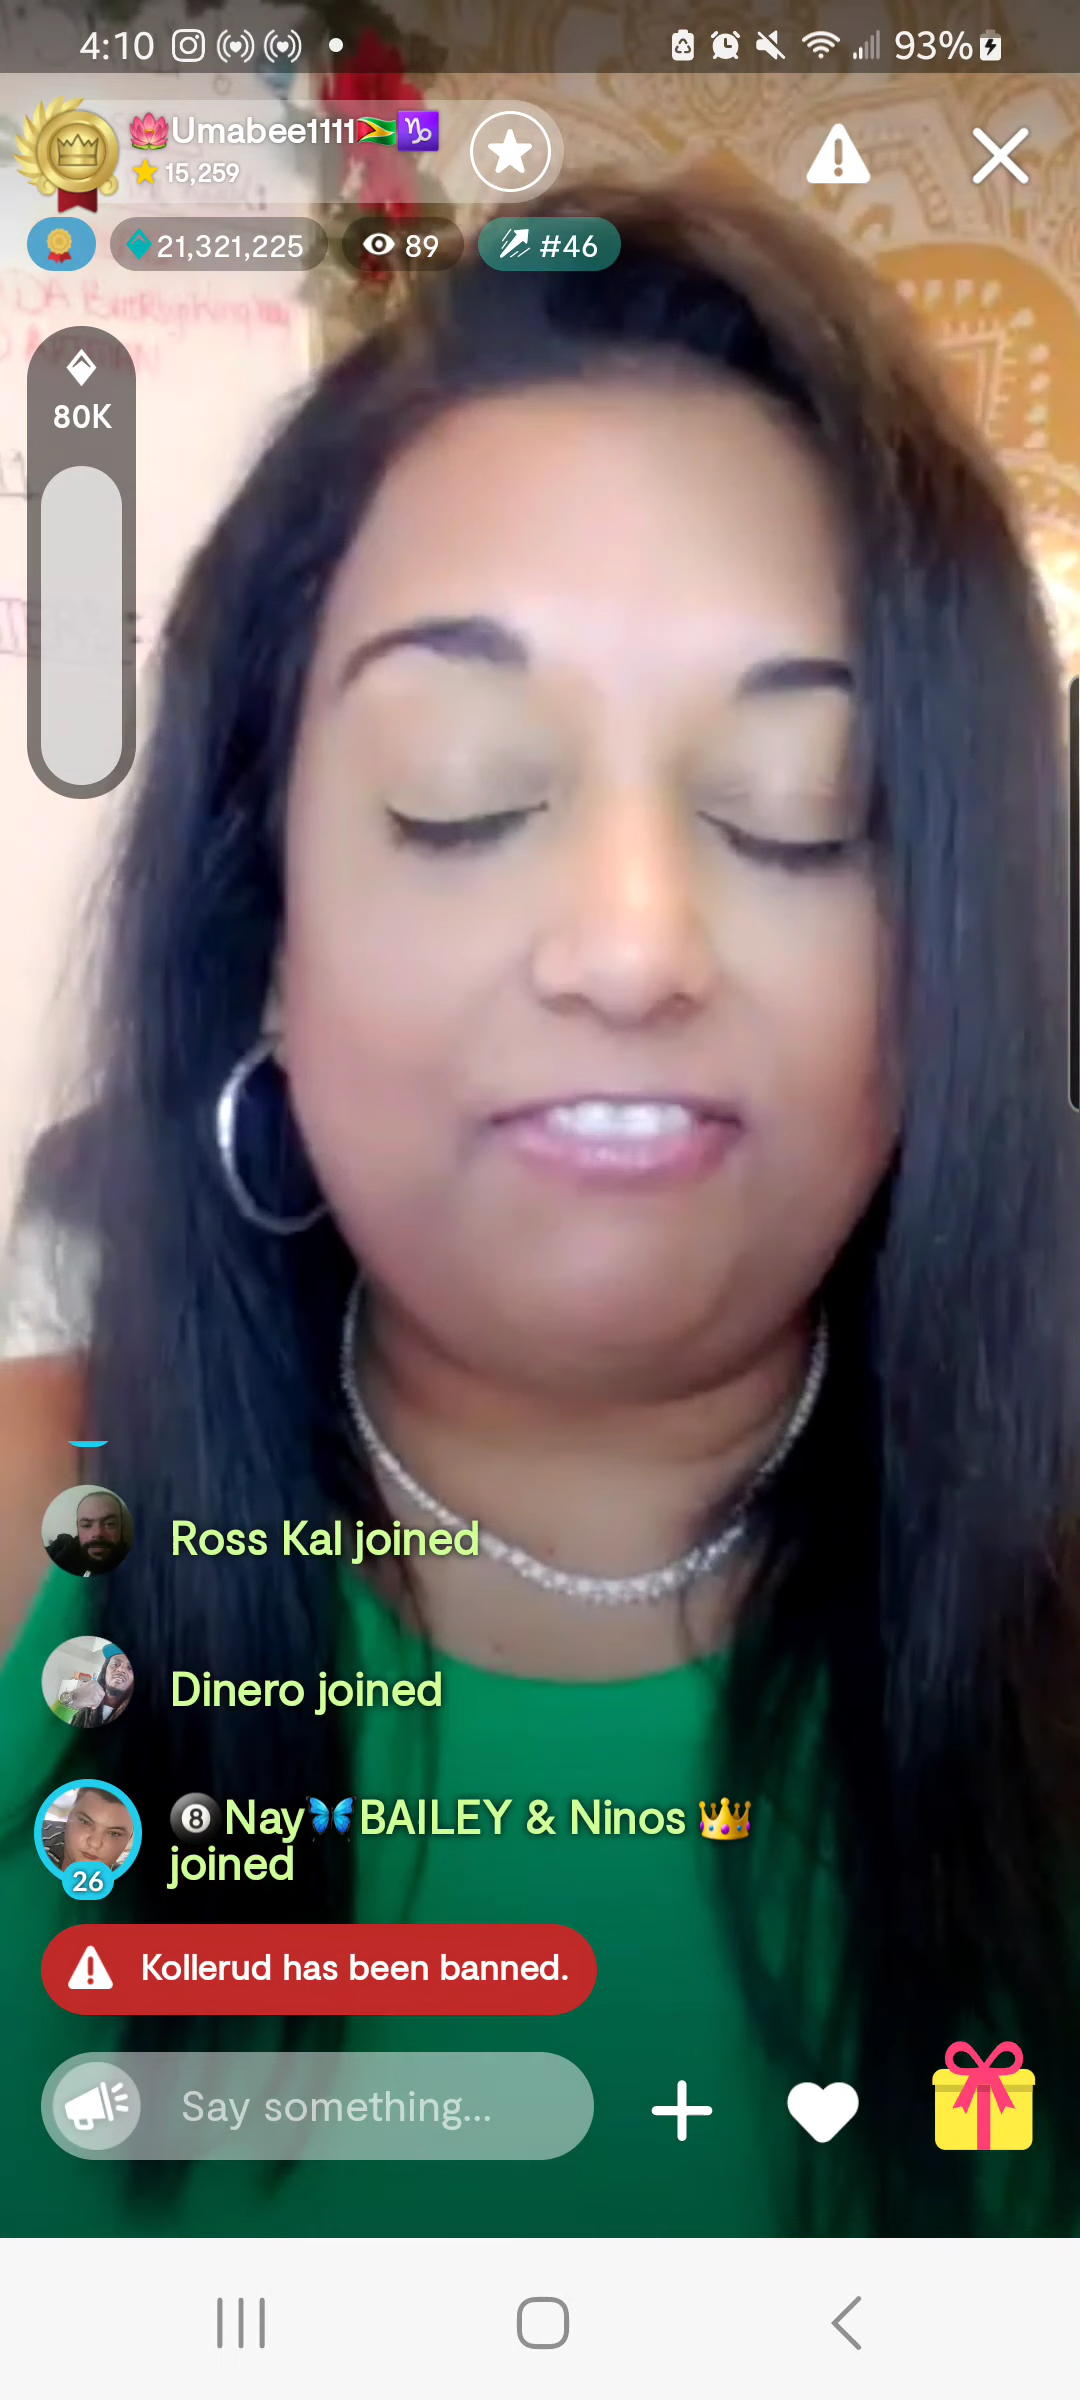 4:10
93%
🪷Umabee1111🇬🇾♑
⭐ 15,259
21,321,225
89
#46
80K
Ross Kal joined
Dinero joined
🎱Nay🦋BAILEY & Ninos 👑
joined
26
Kollerud has been banned.
Say something...